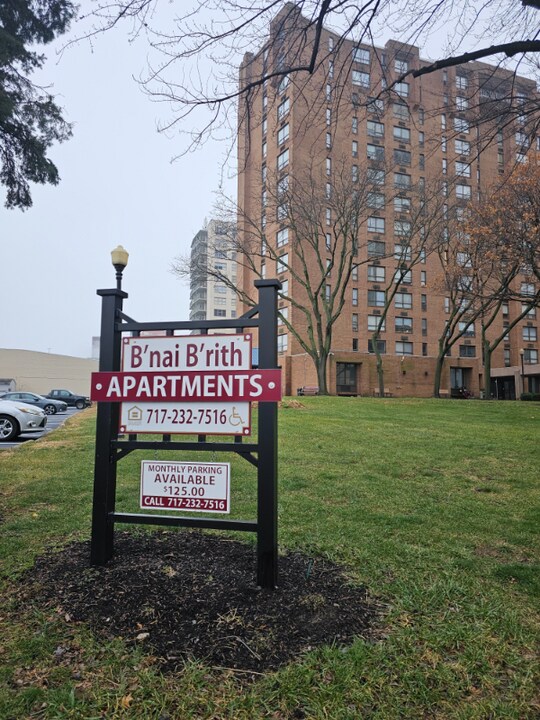 B'nai B'rith
APARTMENTS
717-232-7516
MONTHLY PARKING
AVAILABLE
$125.00
CALL 717-232-7516